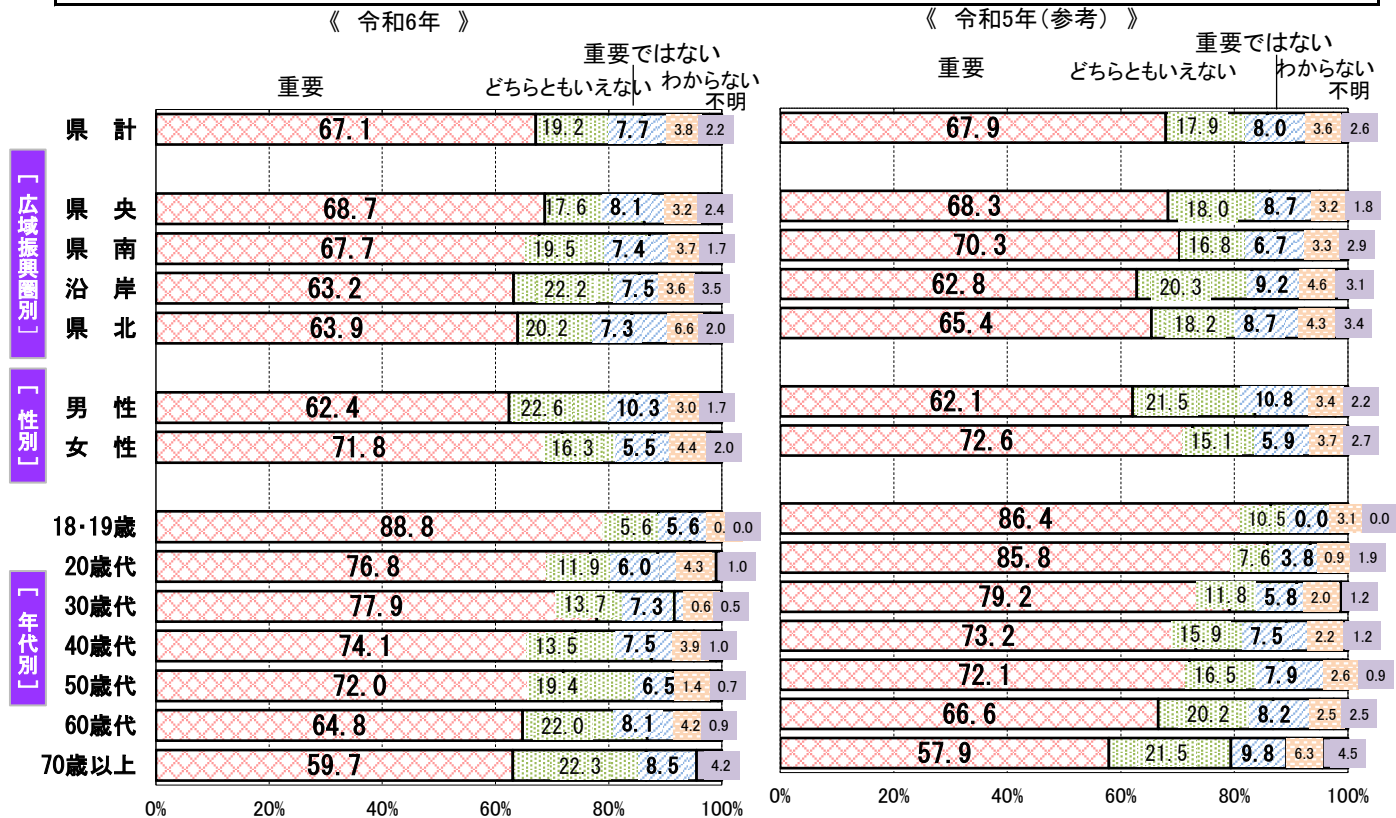 《 令和6年 》
《 令和5年(参考) 》
重要
どちらともいえない
重要ではない
わからない
不明
重要
どちらともいえない
重要ではない
わからない
不明
県 計 67.1 19.2 7.7 3.8 2.2 67.9 17.9 8.0 3.6 2.6
[ 広域振興圏別 ]
県 央 68.7 17.6 8.1 3.2 2.4 68.3 18.0 8.7 3.2 1.8
県 南 67.7 19.5 7.4 3.7 1.7 70.3 16.8 6.7 3.3 2.9
沿 岸 63.2 22.2 7.5 3.6 3.5 62.8 20.3 9.2 4.6 3.1
県 北 63.9 20.2 7.3 6.6 2.0 65.4 18.2 8.7 4.3 3.4
[ 性別 ]
男 性 62.4 22.6 10.3 3.0 1.7 62.1 21.5 10.8 3.4 2.2
女 性 71.8 16.3 5.5 4.4 2.0 72.6 15.1 5.9 3.7 2.7
[ 年代別 ]
18・19歳 88.8 5.6 5.6 0. 0.0 86.4 10.5 0.0 3.1 0.0
20歳代 76.8 11.9 6.0 4.3 1.0 85.8 7.6 3.8 0.9 1.9
30歳代 77.9 13.7 7.3 0.6 0.5 79.2 11.8 5.8 2.0 1.2
40歳代 74.1 13.5 7.5 3.9 1.0 73.2 15.9 7.5 2.2 1.2
50歳代 72.0 19.4 6.5 1.4 0.7 72.1 16.5 7.9 2.6 0.9
60歳代 64.8 22.0 8.1 4.2 0.9 66.6 20.2 8.2 2.5 2.5
70歳以上 59.7 22.3 8.5 4.2 57.9 21.5 9.8 6.3 4.5
0% 20% 40% 60% 80% 100% 0% 20% 40% 60% 80% 100%